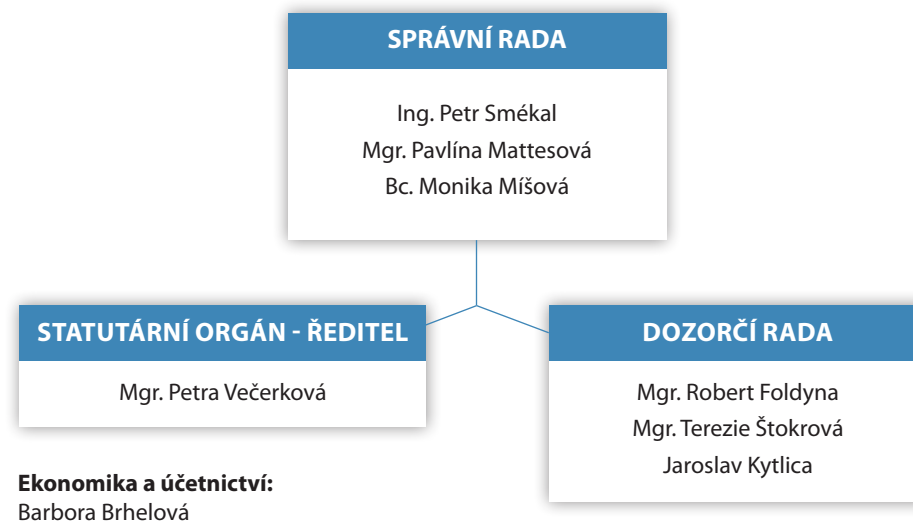 SPRÁVNÍ RADA
Ing. Petr Smékal
Mgr. Pavlína Mattesová
Bc. Monika Míšová
STATUTÁRNÍ ORGÁN - ŘEDITEL
Mgr. Petra Večerková
DOZORČÍ RADA
Mgr. Robert Foldyna
Mgr. Terezie Štokrová
Jaroslav Kytlica
Ekonomika a účetnictví:
Barbora Brhelová